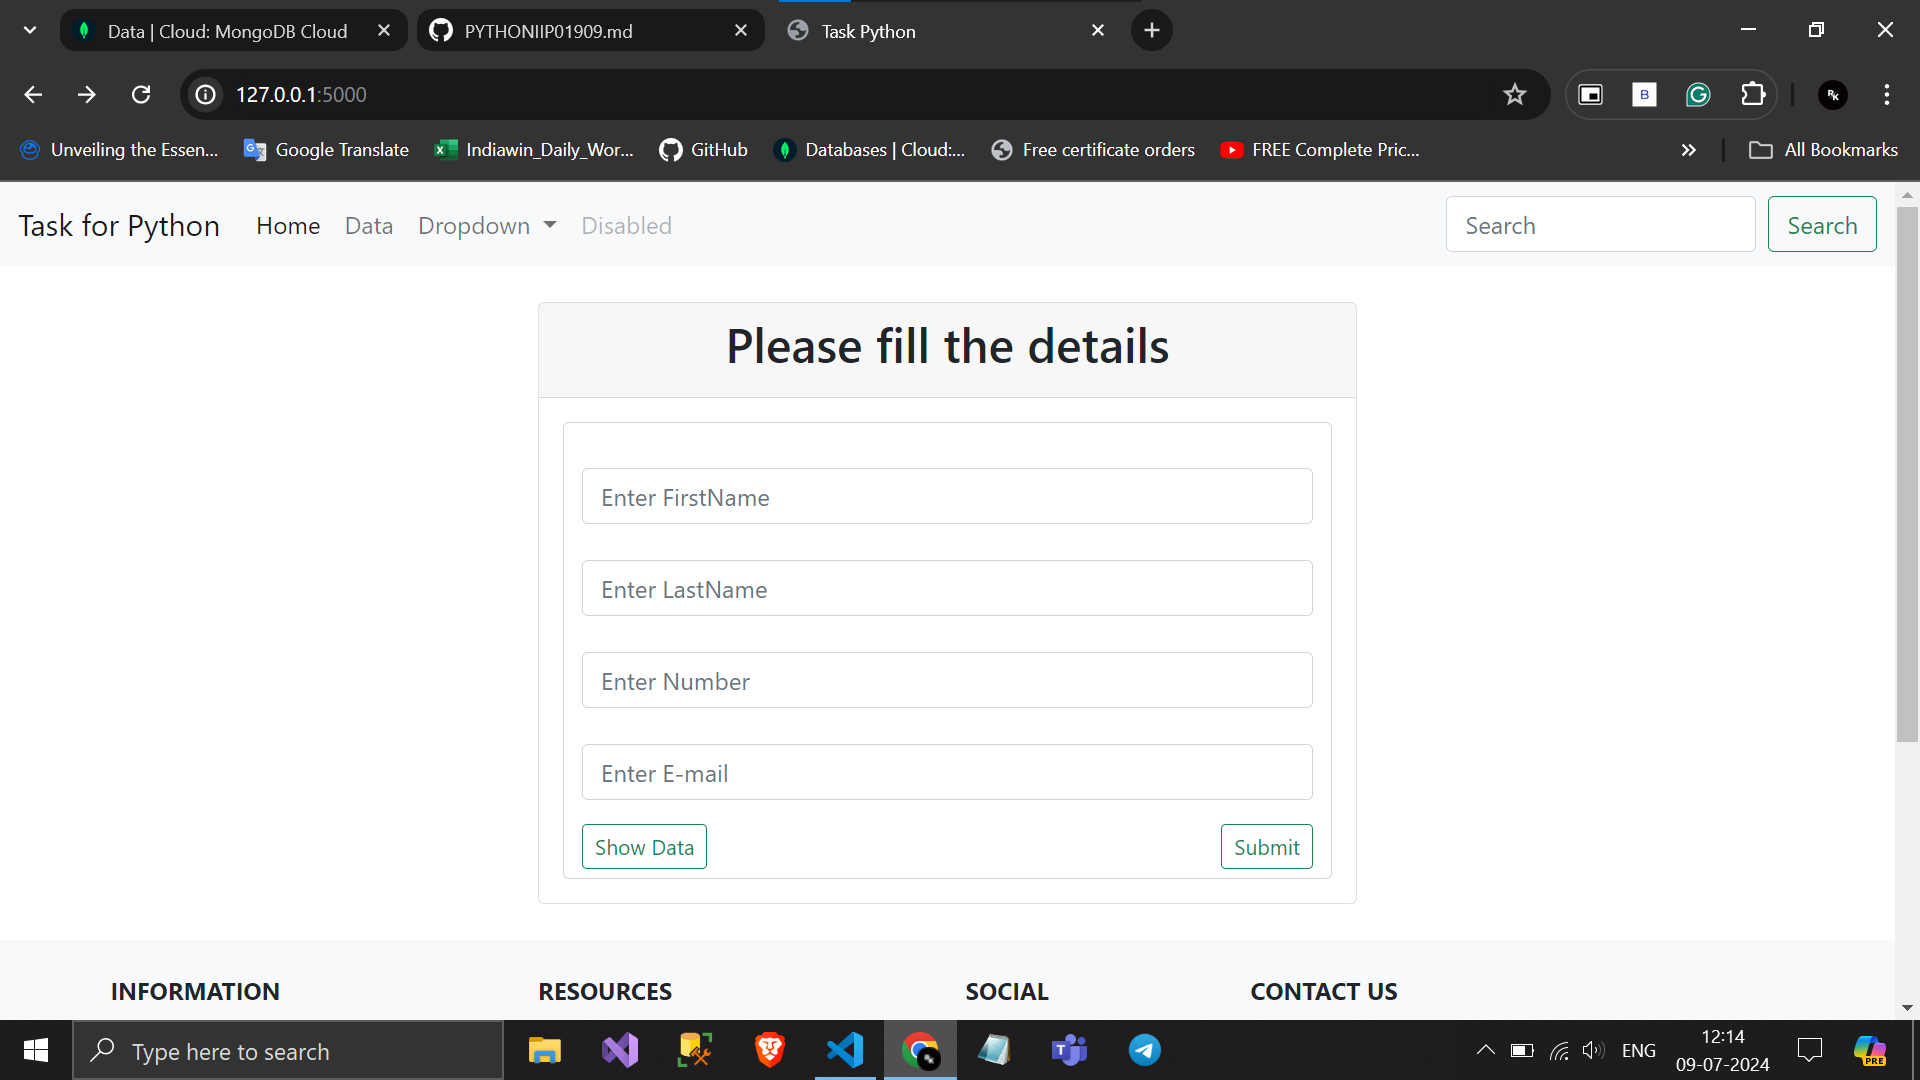 Data | Cloud: MongoDB Cloud
PYTHONIIP01909.md
Task Python
127.0.0.1:5000
B
RK
Unveiling the Essen...
Google Translate
Indiawin_Daily_Wor...
GitHub
Databases | Cloud:...
Free certificate orders
FREE Complete Pric...
All Bookmarks
Task for Python
Home
Data
Dropdown
Disabled
Search
Search
Please fill the details
Enter FirstName
Enter LastName
Enter Number
Enter E-mail
Show Data
Submit
INFORMATION
RESOURCES
SOCIAL
CONTACT US
Type here to search
ENG
12:14
09-07-2024
PRE